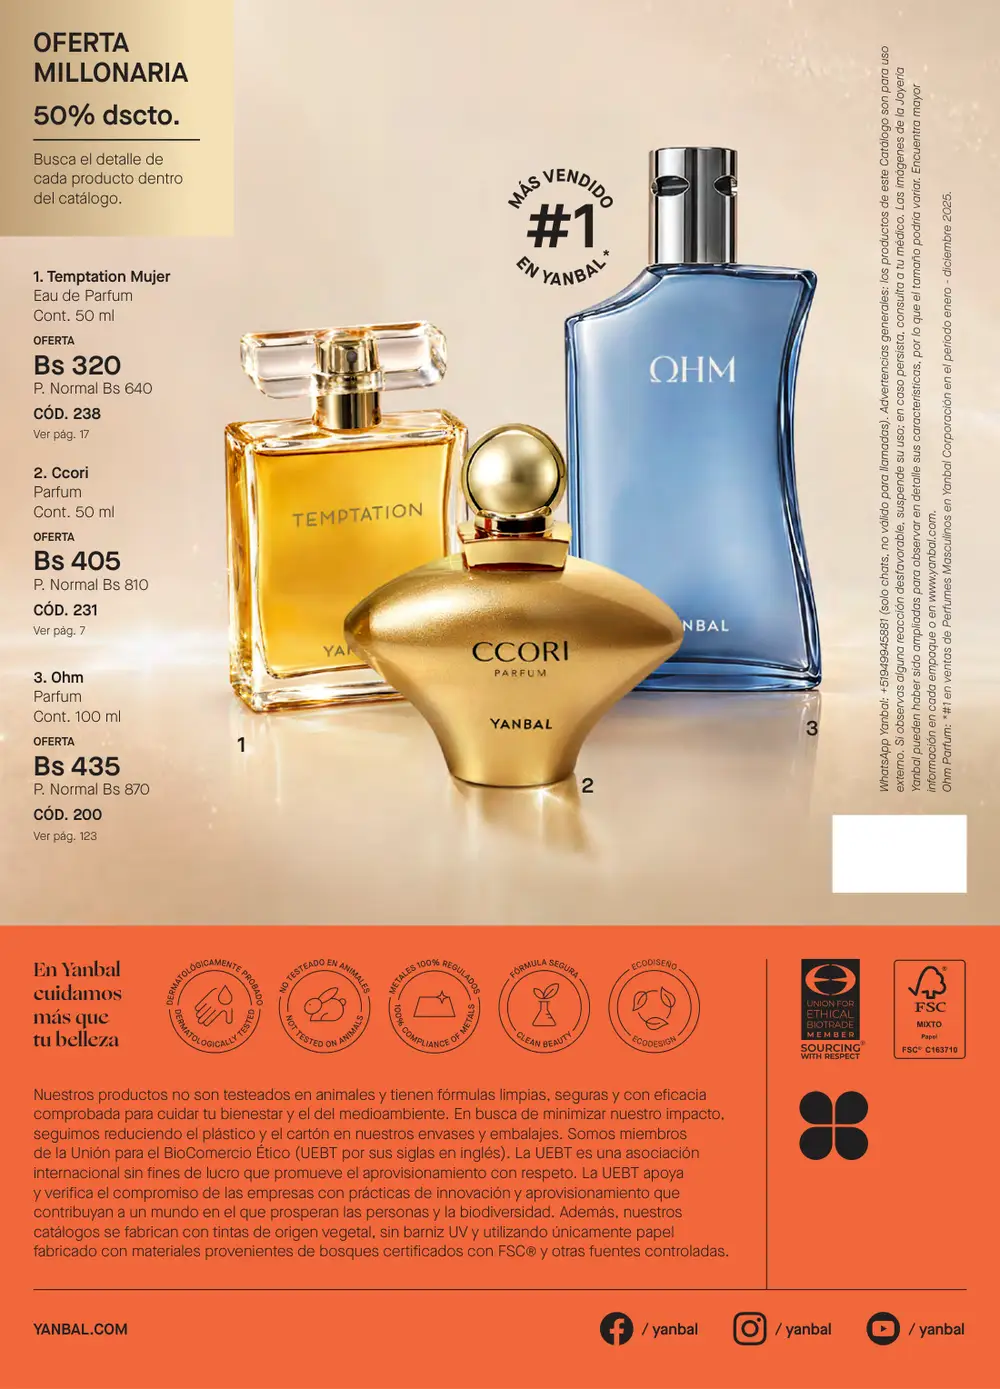 OFERTA
MILLONARIA
50% dscto.
Busca el detalle de
cada producto dentro
del catálogo.
1. Temptation Mujer
Eau de Parfum
Cont. 50 ml
OFERTA
Bs 320
P. Normal Bs 640
CÓD. 238
Ver pág. 17
2. Ccori
Parfum
Cont. 50 ml
OFERTA
Bs 405
P. Normal Bs 810
CÓD. 231
Ver pág. 7
3. Ohm
Parfum
Cont. 100 ml
OFERTA
Bs 435
P. Normal Bs 870
CÓD. 200
Ver pág. 123
MÁS VENDIDO
#1
EN YANBAL*
TEMPTATION
YAN
CCORI
PARFUM
YANBAL
ΩHM
NBAL
1
2
3
WhatsApp Yanbal: +51949945881 (solo chats, no válido para llamadas). Advertencias generales: los productos de este Catálogo son para uso
externo. Si observas alguna reacción desfavorable, suspende su uso; en caso persista, consulta a tu médico. Las imágenes de la Joyería
Yanbal pueden haber sido ampliadas para observar en detalle sus características, por lo que el tamaño podría variar. Encuentra mayor
información en cada empaque o en www.yanbal.com.
Ohm Parfum: *#1 en ventas de Perfumes Masculinos en Yanbal Corporación en el período enero - diciembre 2025.
En Yanbal
cuidamos
más que
tu belleza
DERMATOLÓGICAMENTE PROBADO
DERMATOLOGICALLY TESTED
NO TESTEADO EN ANIMALES
NOT TESTED ON ANIMALS
METALES 100% REGULADOS
100% COMPLIANCE OF METALS
FÓRMULA SEGURA
CLEAN BEAUTY
ECODISEÑO
ECODESIGN
UNION FOR
ETHICAL
BIOTRADE
MEMBER
SOURCING®
WITH RESPECT
FSC
MIXTO
Papel
FSC® C163710
Nuestros productos no son testeados en animales y tienen fórmulas limpias, seguras y con eficacia
comprobada para cuidar tu bienestar y el del medioambiente. En busca de minimizar nuestro impacto,
seguimos reduciendo el plástico y el cartón en nuestros envases y embalajes. Somos miembros
de la Unión para el BioComercio Ético (UEBT por sus siglas en inglés). La UEBT es una asociación
internacional sin fines de lucro que promueve el aprovisionamiento con respeto. La UEBT apoya
y verifica el compromiso de las empresas con prácticas de innovación y aprovisionamiento que
contribuyan a un mundo en el que prosperan las personas y la biodiversidad. Además, nuestros
catálogos se fabrican con tintas de origen vegetal, sin barniz UV y utilizando únicamente papel
fabricado con materiales provenientes de bosques certificados con FSC® y otras fuentes controladas.
YANBAL.COM
/ yanbal
/ yanbal
/ yanbal